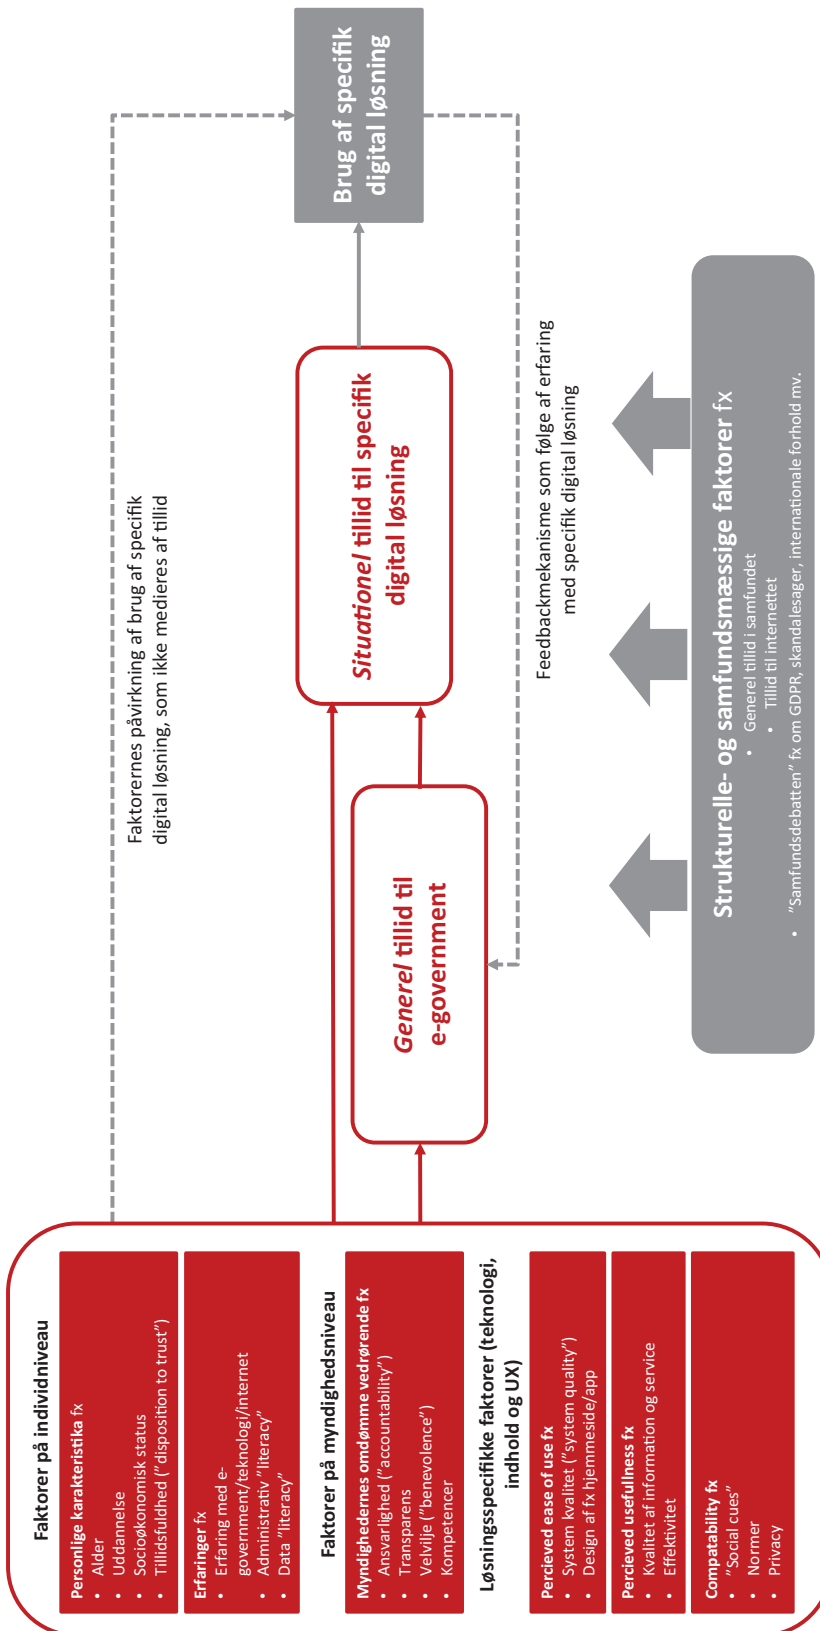 Faktorer på individniveau
Personlige karakteristika fx
• Alder
• Uddannelse
• Socioøkonomisk status
• Tillidsfuldhed (”disposition to trust”)
Erfaringer fx
• Erfaring med e-
government/teknologi/internet
• Administrativ ”literacy”
• Data ”literacy”
Faktorer på myndighedsniveau
Myndighedernes omdømme vedrørende fx
• Ansvarlighed (”accountability”)
• Transparens
• Velvilje (”benevolence”)
• Kompetencer
Løsningsspecifikke faktorer (teknologi,
indhold og UX)
Percieved ease of use fx
• System kvalitet (”system quality”)
• Design af fx hjemmeside/app
Percieved usefullness fx
• Kvalitet af information og service
• Effektivitet
Compatability fx
• ”Social cues”
• Normer
• Privacy
Faktorernes påvirkning af brug af specifik
digital løsning, som ikke medieres af tillid
Generel tillid til
e-government
Situationel tillid til specifik
digital løsning
Brug af specifik
digital løsning
Feedbackmekanisme som følge af erfaring
med specifik digital løsning
Strukturelle- og samfundsmæssige faktorer fx
• Generel tillid i samfundet
• Tillid til internettet
• ”Samfundsdebatten” fx om GDPR, skandalesager, internationale forhold mv.